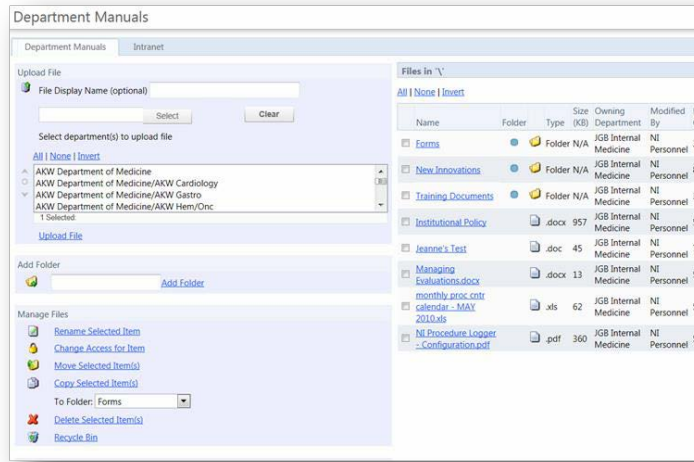 Department Manuals
Department Manuals Intranet
Upload File
File Display Name (optional)
Select Clear
Select department(s) to upload file
All | None | Invert
AKW Department of Medicine
AKW Department of Medicine/AKW Cardiology
AKW Department of Medicine/AKW Gastro
AKW Department of Medicine/AKW Hem/Onc
1 Selected:
Upload File
Add Folder
Add Folder
Manage Files
Rename Selected Item
Change Access for Item
Move Selected Item(s)
Copy Selected Item(s)
To Folder: Forms
Delete Selected Item(s)
Recycle Bin
Files in '\'
All | None | Invert
Size Owning Modified
Name Folder Type (KB) Department By
JGB Internal NI
Forms Folder N/A
Medicine Personnel
JGB Internal NI
New Innovations Folder N/A
Medicine Personnel
JGB Internal NI
Training Documents Folder N/A
Medicine Personnel
JGB Internal NI
Institutional Policy .docx 957
Medicine Personnel
JGB Internal NI
Jeanne's Test .doc 45
Medicine Personnel
Managing JGB Internal NI
.docx 13
Evaluations.docx Medicine Personnel
monthly proc cntr
calendar - MAY .xls 62 JGB Internal NI
2010.xls Medicine Personnel
NI Procedure Logger .pdf 360 JGB Internal NI
- Configuration.pdf Medicine Personnel